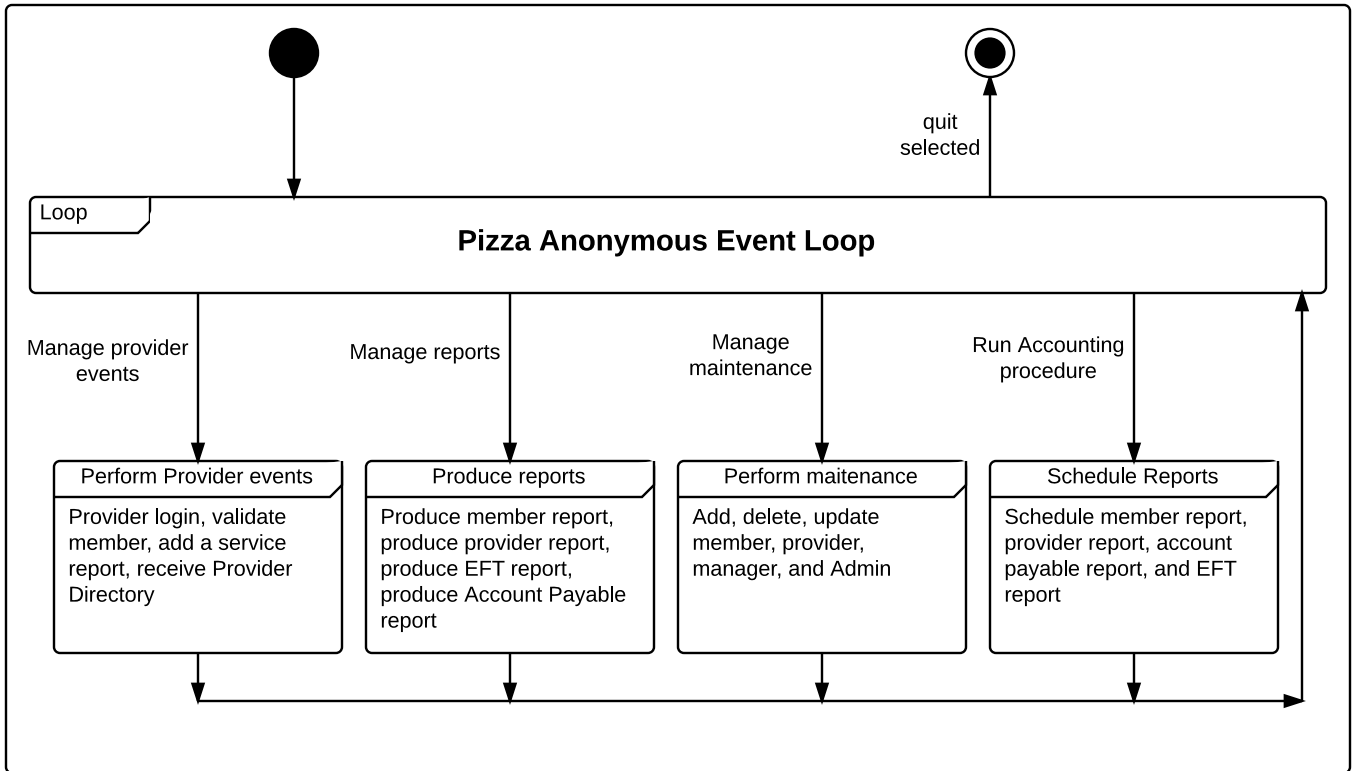 quit
selected
Loop
Pizza Anonymous Event Loop
Manage provider
events
Manage reports
Manage
maintenance
Run Accounting
procedure
Perform Provider events
Provider login, validate
member, add a service
report, receive Provider
Directory
Produce reports
Produce member report,
produce provider report,
produce EFT report,
produce Account Payable
report
Perform maitenance
Add, delete, update
member, provider,
manager, and Admin
Schedule Reports
Schedule member report,
provider report, account
payable report, and EFT
report